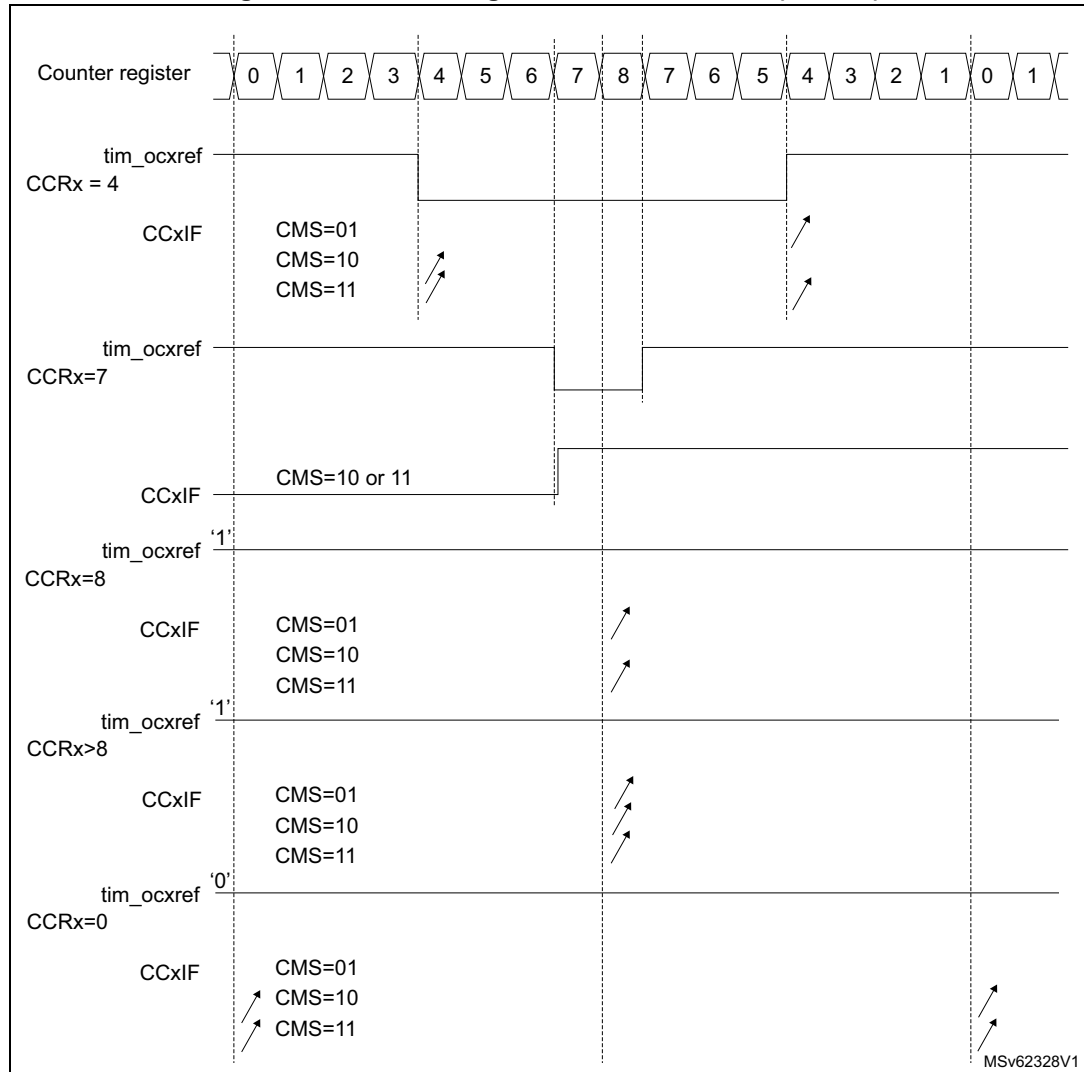 Counter register 0 1 2 3 4 5 6 7 8 7 6 5 4 3 2 1 0 1
tim_ocxref
CCRx = 4
CCxIF CMS=01
CMS=10
CMS=11
tim_ocxref
CCRx=7
CMS=10 or 11
CCxIF
tim_ocxref '1'
CCRx=8
CCxIF CMS=01
CMS=10
CMS=11
tim_ocxref '1'
CCRx>8
CCxIF CMS=01
CMS=10
CMS=11
tim_ocxref '0'
CCRx=0
CCxIF CMS=01
CMS=10
CMS=11
MSv62328V1